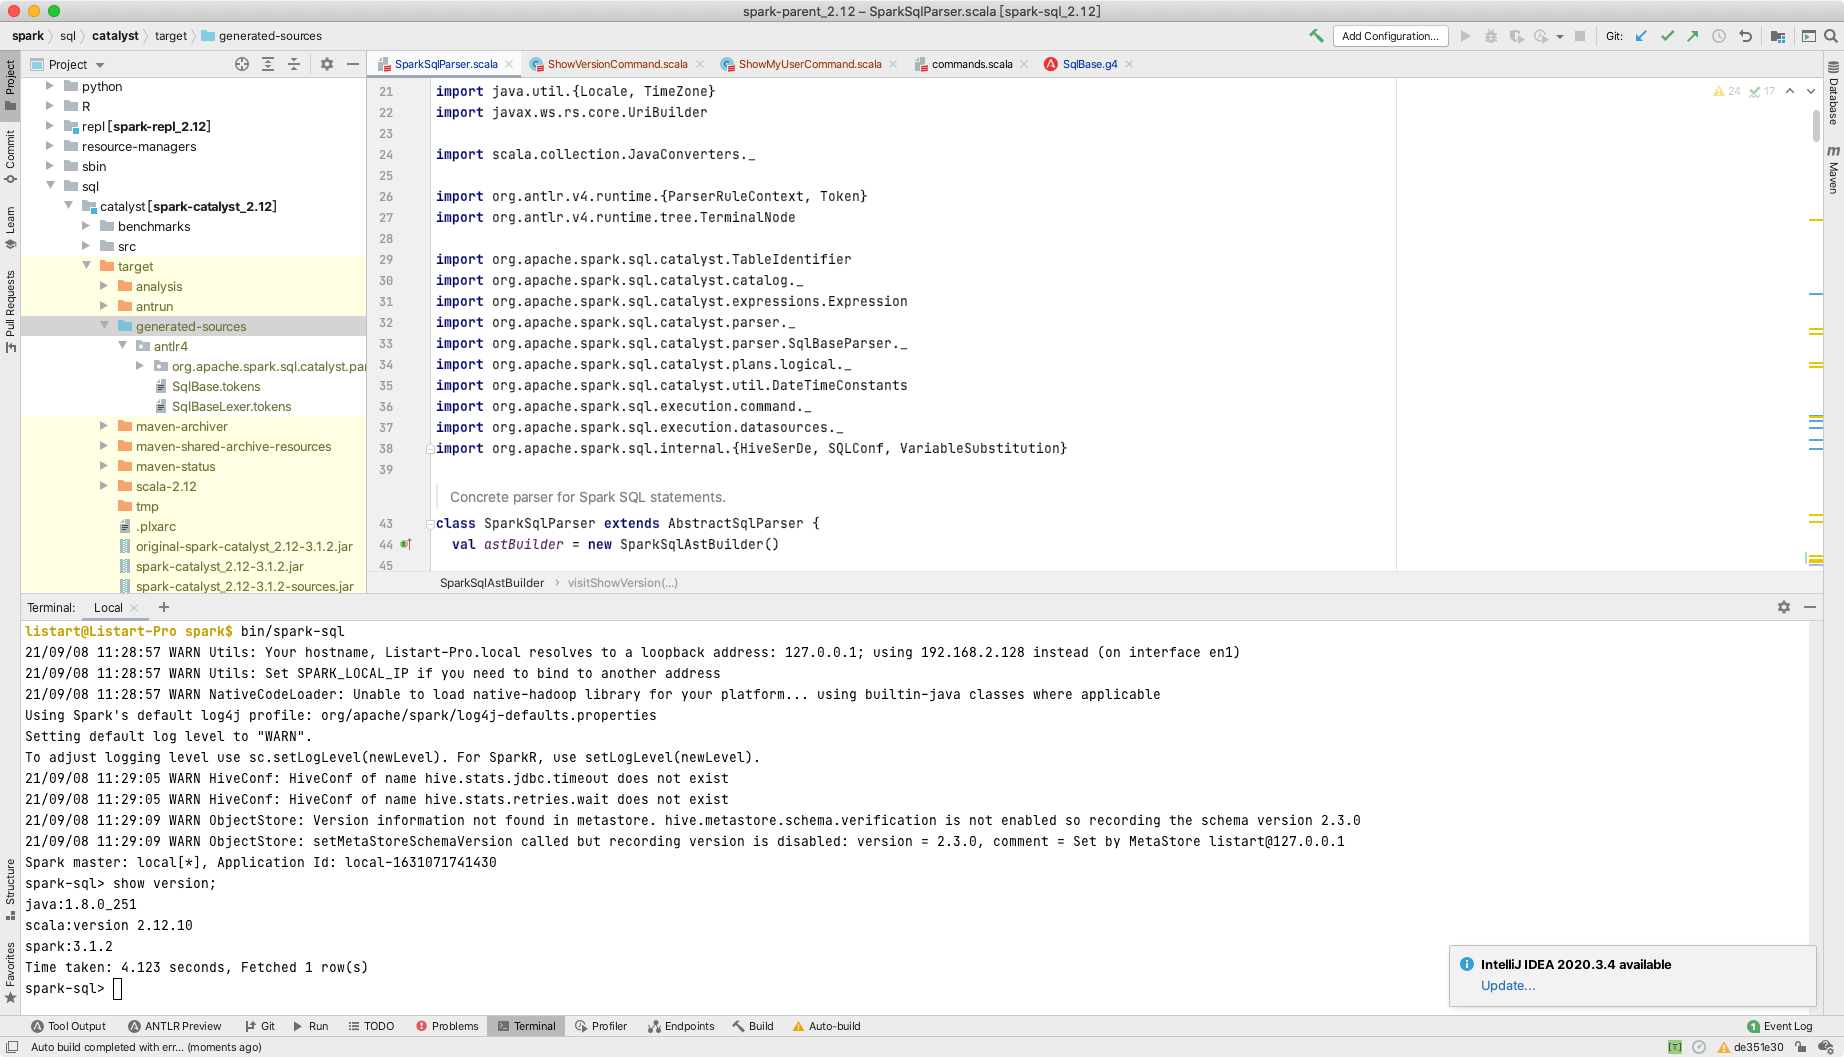 spark-parent_2.12 – SparkSqlParser.scala [spark-sql_2.12]
spark sql catalyst target generated-sources
Add Configuration...
Git:
Project
SparkSqlParser.scala
ShowVersionCommand.scala
ShowMyUserCommand.scala
commands.scala
SqlBase.g4
Project
Commit
Learn
Pull Requests
Structure
Favorites
python
R
repl [spark-repl_2.12]
resource-managers
sbin
sql
catalyst [spark-catalyst_2.12]
benchmarks
src
target
analysis
antrun
generated-sources
antlr4
org.apache.spark.sql.catalyst.par
SqlBase.tokens
SqlBaseLexer.tokens
maven-archiver
maven-shared-archive-resources
maven-status
scala-2.12
tmp
.plxarc
original-spark-catalyst_2.12-3.1.2.jar
spark-catalyst_2.12-3.1.2.jar
spark-catalyst_2.12-3.1.2-sources.jar
21 import java.util.{Locale, TimeZone}
22 import javax.ws.rs.core.UriBuilder
23
24 import scala.collection.JavaConverters._
25
26 import org.antlr.v4.runtime.{ParserRuleContext, Token}
27 import org.antlr.v4.runtime.tree.TerminalNode
28
29 import org.apache.spark.sql.catalyst.TableIdentifier
30 import org.apache.spark.sql.catalyst.catalog._
31 import org.apache.spark.sql.catalyst.expressions.Expression
32 import org.apache.spark.sql.catalyst.parser._
33 import org.apache.spark.sql.catalyst.parser.SqlBaseParser._
34 import org.apache.spark.sql.catalyst.plans.logical._
35 import org.apache.spark.sql.catalyst.util.DateTimeConstants
36 import org.apache.spark.sql.execution.command._
37 import org.apache.spark.sql.execution.datasources._
38 import org.apache.spark.sql.internal.{HiveSerDe, SQLConf, VariableSubstitution}
39
Concrete parser for Spark SQL statements.
43 class SparkSqlParser extends AbstractSqlParser {
44 val astBuilder = new SparkSqlAstBuilder()
45
24 17
Database
m Maven
SparkSqlAstBuilder visitShowVersion(...)
Terminal: Local
listart@Listart-Pro spark$ bin/spark-sql
21/09/08 11:28:57 WARN Utils: Your hostname, Listart-Pro.local resolves to a loopback address: 127.0.0.1; using 192.168.2.128 instead (on interface en1)
21/09/08 11:28:57 WARN Utils: Set SPARK_LOCAL_IP if you need to bind to another address
21/09/08 11:28:57 WARN NativeCodeLoader: Unable to load native-hadoop library for your platform... using builtin-java classes where applicable
Using Spark's default log4j profile: org/apache/spark/log4j-defaults.properties
Setting default log level to "WARN".
To adjust logging level use sc.setLogLevel(newLevel). For SparkR, use setLogLevel(newLevel).
21/09/08 11:29:05 WARN HiveConf: HiveConf of name hive.stats.jdbc.timeout does not exist
21/09/08 11:29:05 WARN HiveConf: HiveConf of name hive.stats.retries.wait does not exist
21/09/08 11:29:09 WARN ObjectStore: Version information not found in metastore. hive.metastore.schema.verification is not enabled so recording the schema version 2.3.0
21/09/08 11:29:09 WARN ObjectStore: setMetaStoreSchemaVersion called but recording version is disabled: version = 2.3.0, comment = Set by MetaStore listart@127.0.0.1
Spark master: local[*], Application Id: local-1631071741430
spark-sql> show version;
java:1.8.0_251
scala:version 2.12.10
spark:3.1.2
Time taken: 4.123 seconds, Fetched 1 row(s)
spark-sql>
IntelliJ IDEA 2020.3.4 available
Update...
Tool Output
ANTLR Preview
Git
Run
TODO
Problems
Terminal
Profiler
Endpoints
Build
Auto-build
1 Event Log
Auto build completed with err... (moments ago)
[T]
de351e30